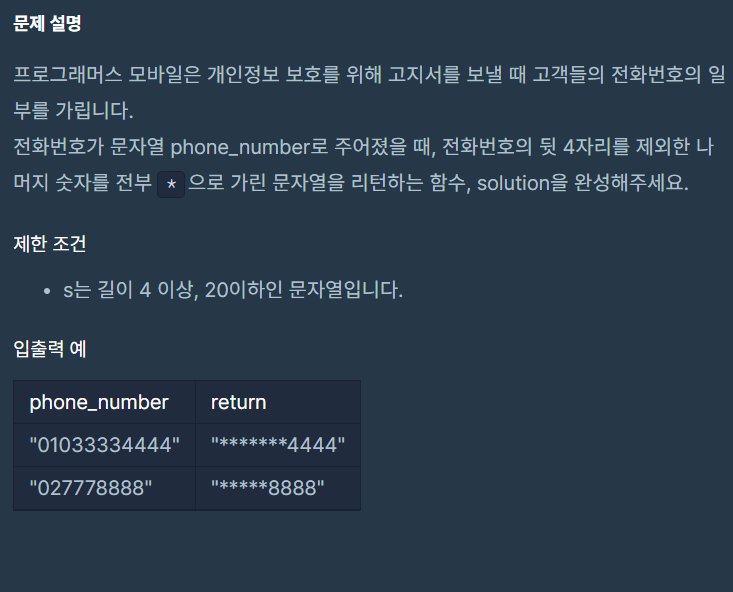 문제 설명
프로그래머스 모바일은 개인정보 보호를 위해 고지서를 보낼 때 고객들의 전화번호의 일
부를 가립니다.
전화번호가 문자열 phone_number로 주어졌을 때, 전화번호의 뒷 4자리를 제외한 나
머지 숫자를 전부 * 으로 가린 문자열을 리턴하는 함수, solution을 완성해주세요.
제한 조건
• s는 길이 4 이상, 20이하인 문자열입니다.
입출력 예
phone_number return
"01033334444" "*******4444"
"027778888" "*****8888"